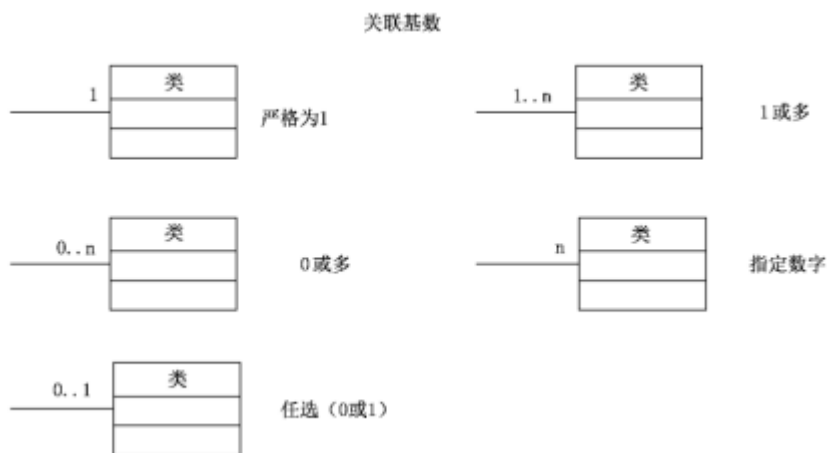 关联基数
1 类 严格为1
1..n 类 1或多
0..n 类 0或多
n 类 指定数字
0..1 类 任选（0或1）